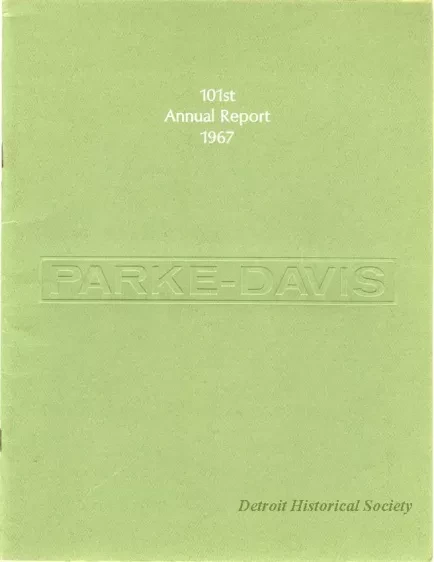 101st
Annual Report
1967
PARKE-DAVIS
Detroit Historical Society